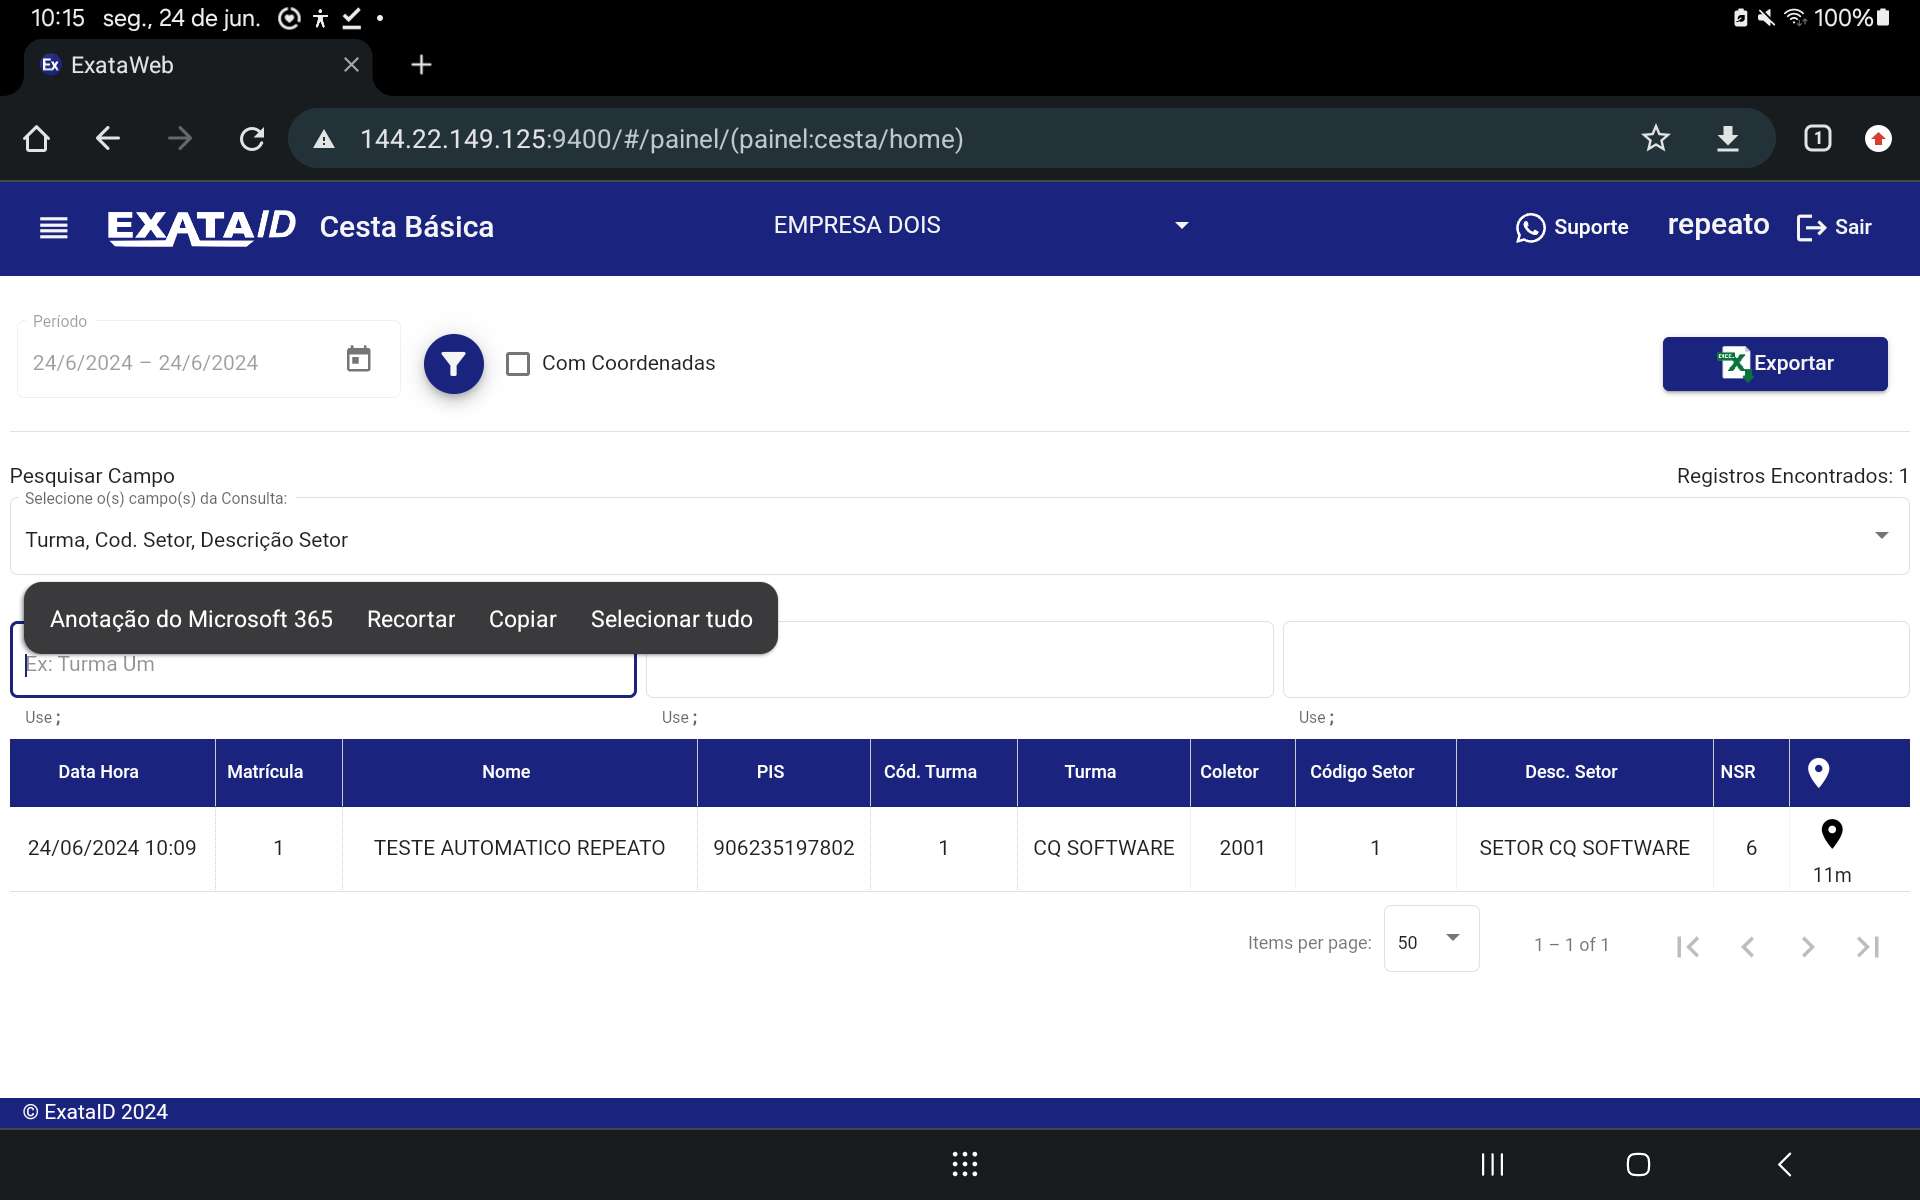 10:15 seg., 24 de jun. 100%
Ex ExataWeb
144.22.149.125:9400/#/painel/(painel:cesta/home)
1
EXATAID Cesta Básica EMPRESA DOIS Suporte repeato Sair
Período
24/6/2024 – 24/6/2024
Com Coordenadas
Exportar
Pesquisar Campo
Registros Encontrados: 1
Selecione o(s) campo(s) da Consulta:
Turma, Cod. Setor, Descrição Setor
Anotação do Microsoft 365 Recortar Copiar Selecionar tudo
Ex: Turma Um
Use ; Use ; Use ;
Data Hora Matrícula Nome PIS Cód. Turma Turma Coletor Código Setor Desc. Setor NSR
24/06/2024 10:09 1 TESTE AUTOMATICO REPEATO 906235197802 1 CQ SOFTWARE 2001 1 SETOR CQ SOFTWARE 6
11m
Items per page: 50 1 – 1 of 1
© ExataID 2024